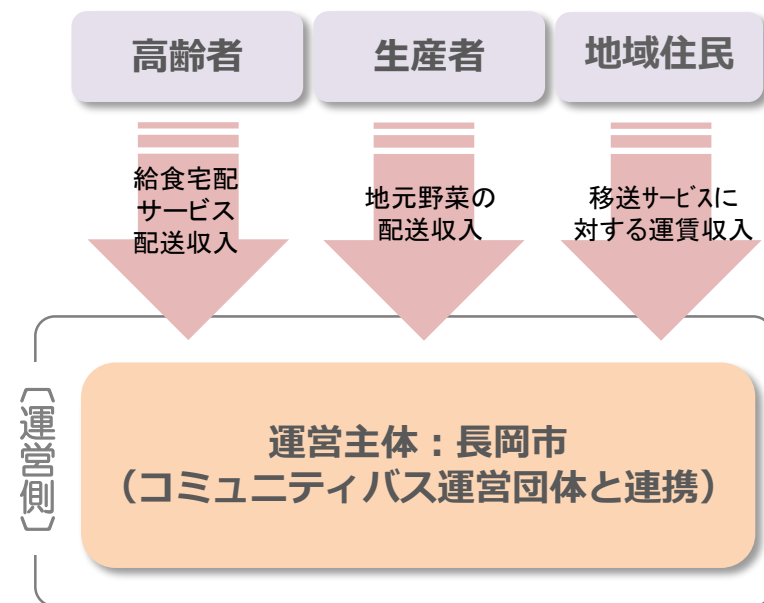 高齢者
生産者
地域住民
給食宅配
サービス
配送収入
地元野菜の
配送収入
移送ｻｰﾋﾞｽに
対する運賃収入
〔運営側〕
運営主体：長岡市
（コミュニティバス運営団体と連携）